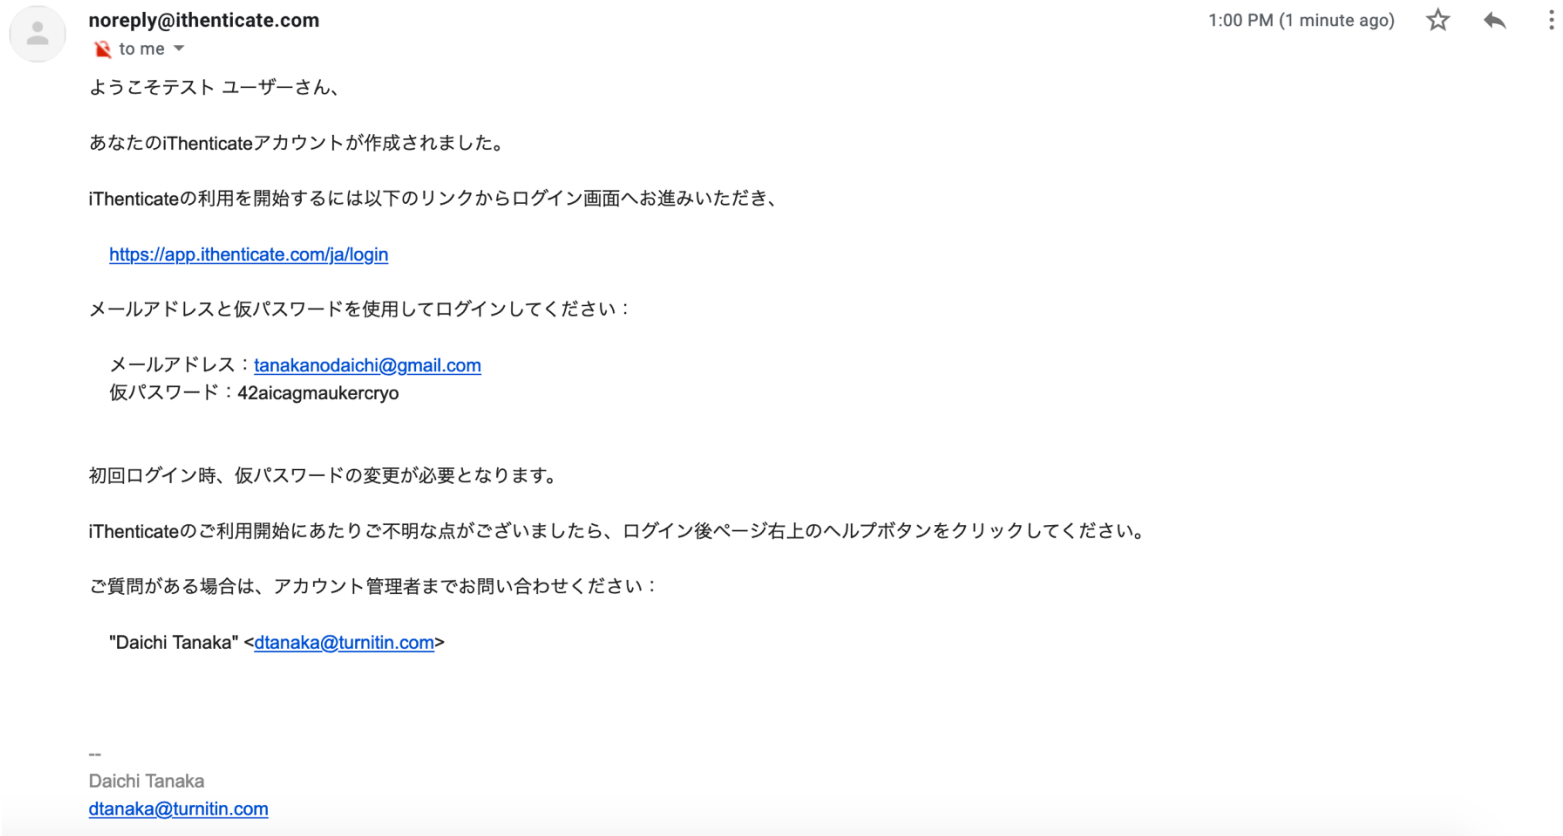 noreply@ithenticate.com
1:00 PM (1 minute ago)
to me
ようこそテスト ユーザーさん、
あなたのiThenticateアカウントが作成されました。
iThenticateの利用を開始するには以下のリンクからログイン画面へお進みいただき、
https://app.ithenticate.com/ja/login
メールアドレスと仮パスワードを使用してログインしてください：
メールアドレス：tanakanodaichi@gmail.com
仮パスワード：42aicagmaukercryo
初回ログイン時、仮パスワードの変更が必要となります。
iThenticateのご利用開始にあたりご不明な点がございましたら、ログイン後ページ右上のヘルプボタンをクリックしてください。
ご質問がある場合は、アカウント管理者までお問い合わせください：
"Daichi Tanaka" <dtanaka@turnitin.com>
--
Daichi Tanaka
dtanaka@turnitin.com